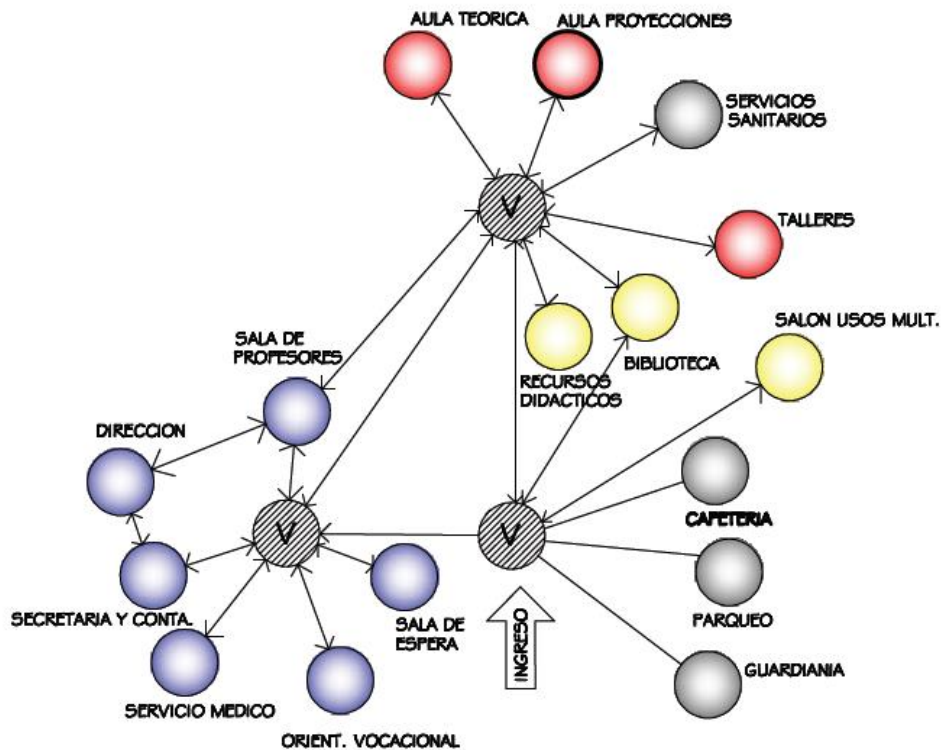 AULA TEORICA
AULA PROYECCIONES
SERVICIOS
SANITARIOS
V
TALLERES
SALON USOS MULT.
BIBLIOTECA
RECURSOS
DIDACTICOS
SALA DE
PROFESORES
DIRECCION
CAFETERIA
V
V
SECRETARIA Y CONTA.
SALA DE
ESPERA
INGRESO
PARQUEO
GUARDIANIA
SERVICIO MEDICO
ORIENT. VOCACIONAL